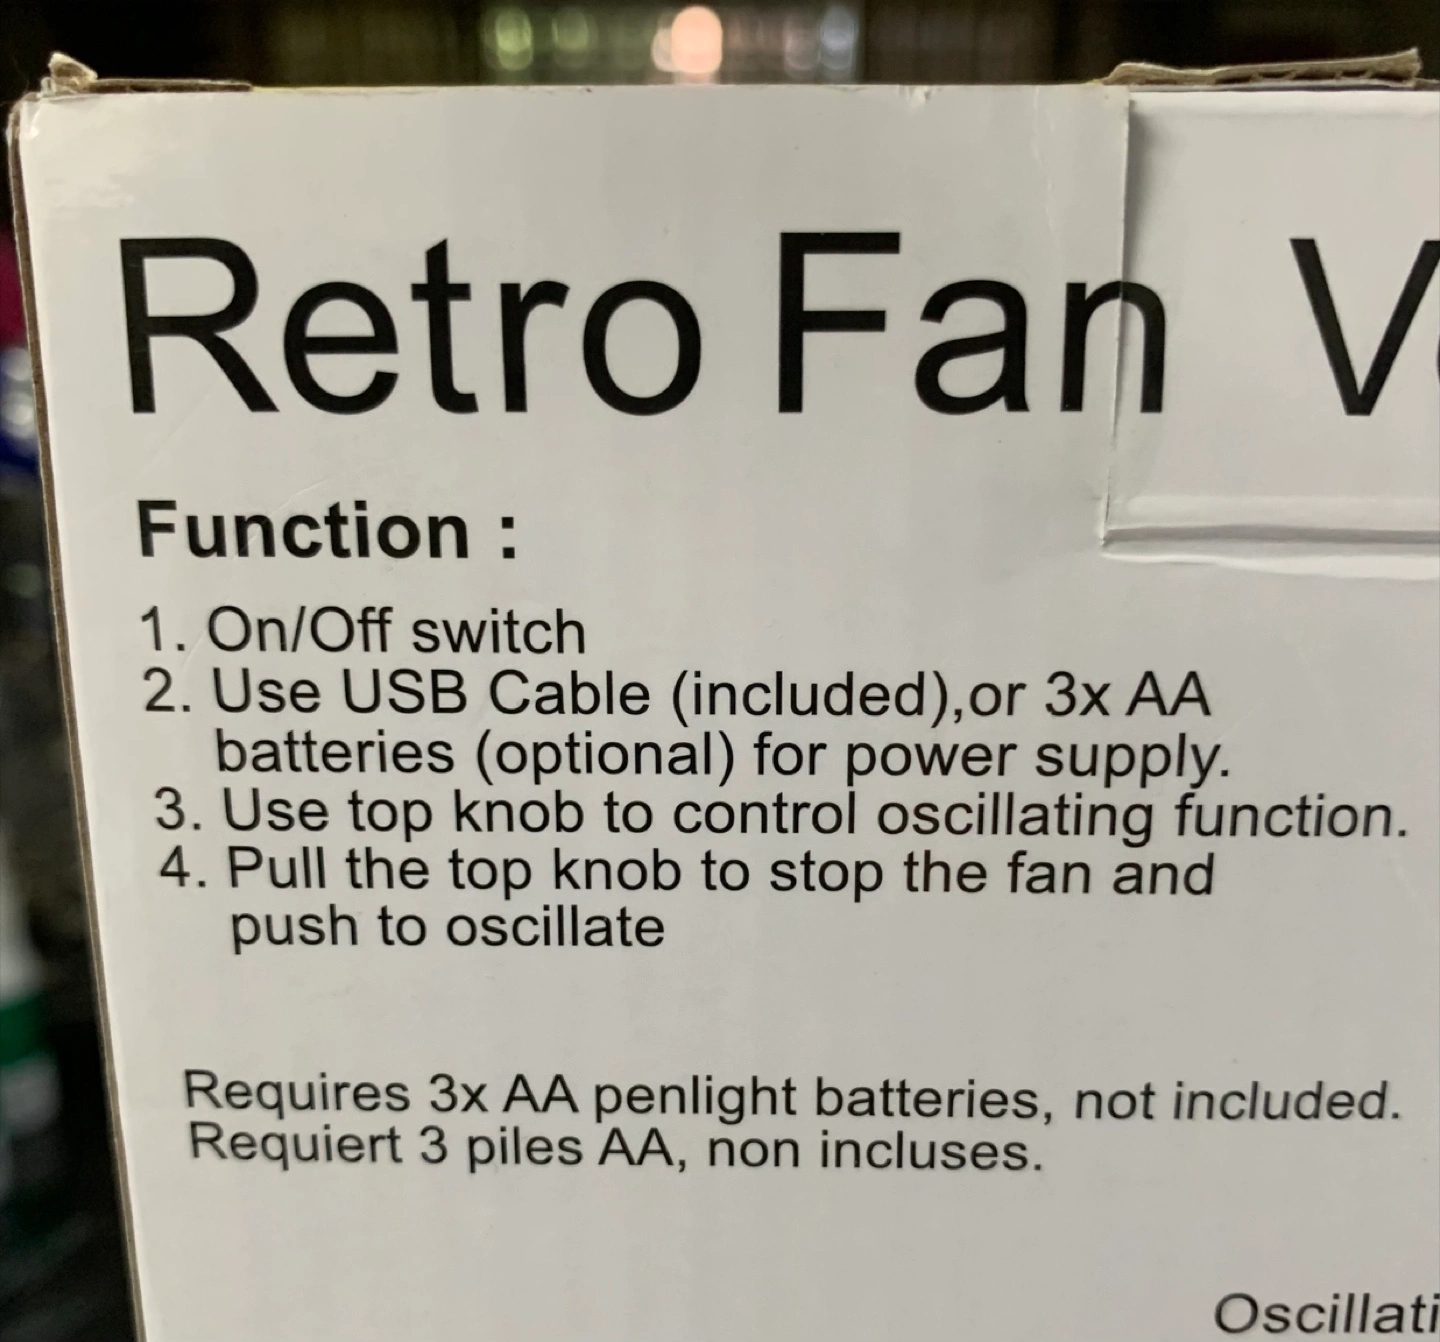 Retro Fan V
Function :
1. On/Off switch
2. Use USB Cable (included),or 3x AA
batteries (optional) for power supply.
3. Use top knob to control oscillating function.
4. Pull the top knob to stop the fan and
push to oscillate
Requires 3x AA penlight batteries, not included.
Requiert 3 piles AA, non incluses.
Oscillati